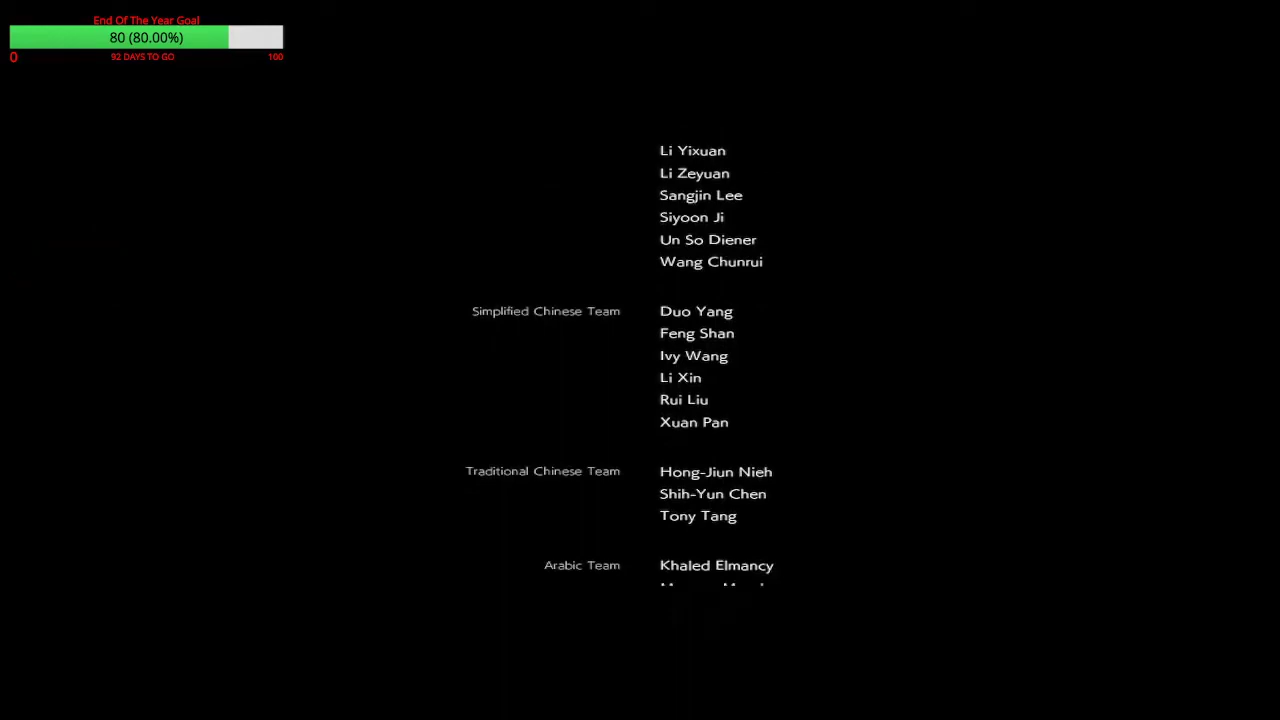 End Of The Year Goal
80 (80.00%)
0 92 DAYS TO GO 100
Li Yixuan
Li Zeyuan
Sangjin Lee
Siyoon Ji
Un So Diener
Wang Chunrui
Simplified Chinese Team Duo Yang
Feng Shan
Ivy Wang
Li Xin
Rui Liu
Xuan Pan
Traditional Chinese Team Hong-Jiun Nieh
Shih-Yun Chen
Tony Tang
Arabic Team Khaled Elmancy